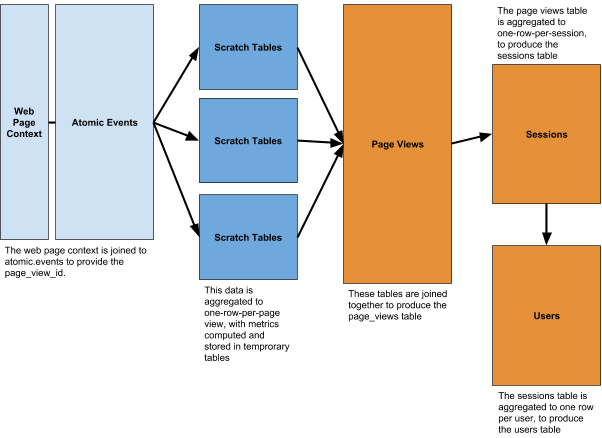 Web
Page
Context
Atomic Events
Scratch Tables
Scratch Tables
Scratch Tables
Page Views
The page views table
is aggregated to
one-row-per-session,
to produce the
sessions table
Sessions
Users
The web page context is joined to
atomic.events to provide the
page_view_id.
This data is
aggregated to
one-row-per-page
view, with metrics
computed and
stored in temprorary
tables
These tables are joined
together to produce the
page_views table
The sessions table is
aggregated to one row
per user, to produce
the users table